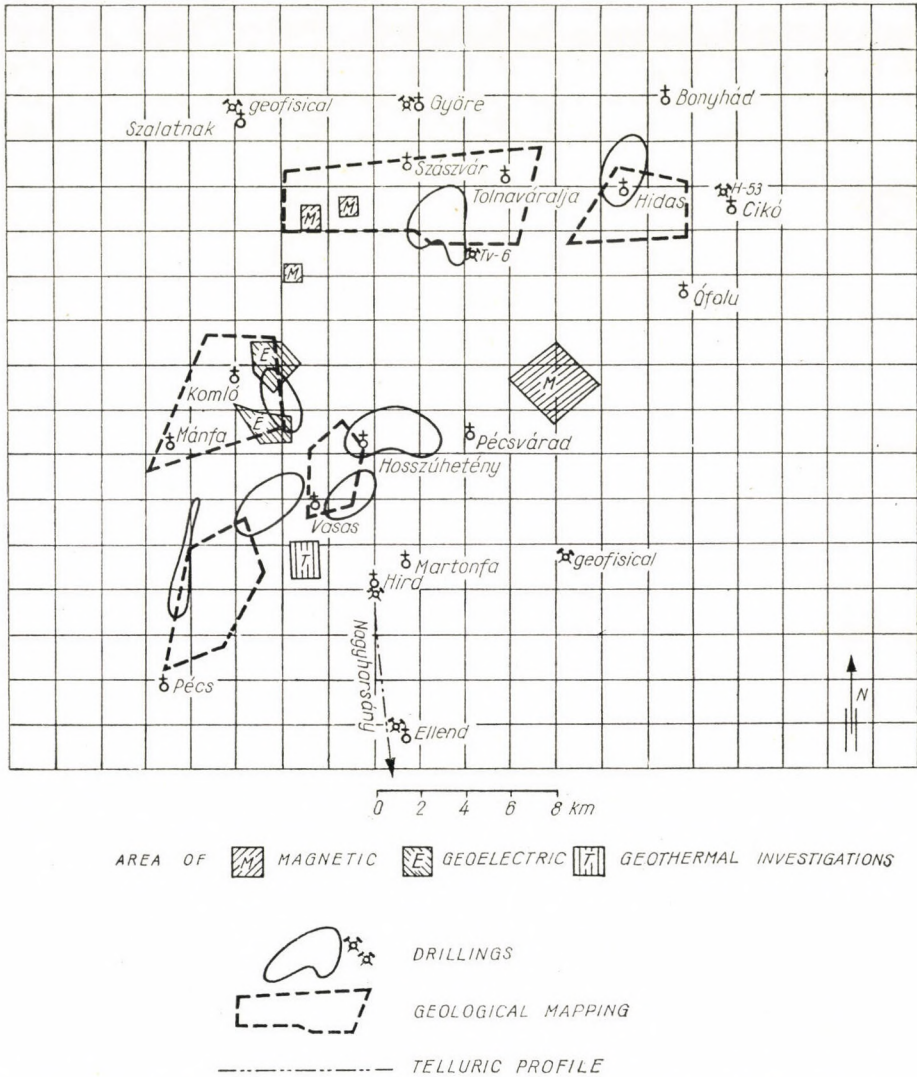 geofisical
Györe
Bonyhád
Szalatnak
Szászvár
Tolnaváralja
Hidas
H-53
Cikó
M
M
Tv-6
M
Ófalu
E
M
Komló
E
Mánfa
Pécsvárad
Hosszúhetény
Vasas
T
Martonfa
geofisical
Hird
Nagyharsány
Pécs
N
Ellend
0 2 4 6 8 km
AREA OF M MAGNETIC E GEOELECTRIC T GEOTHERMAL INVESTIGATIONS
DRILLINGS
GEOLOGICAL MAPPING
TELLURIC PROFILE